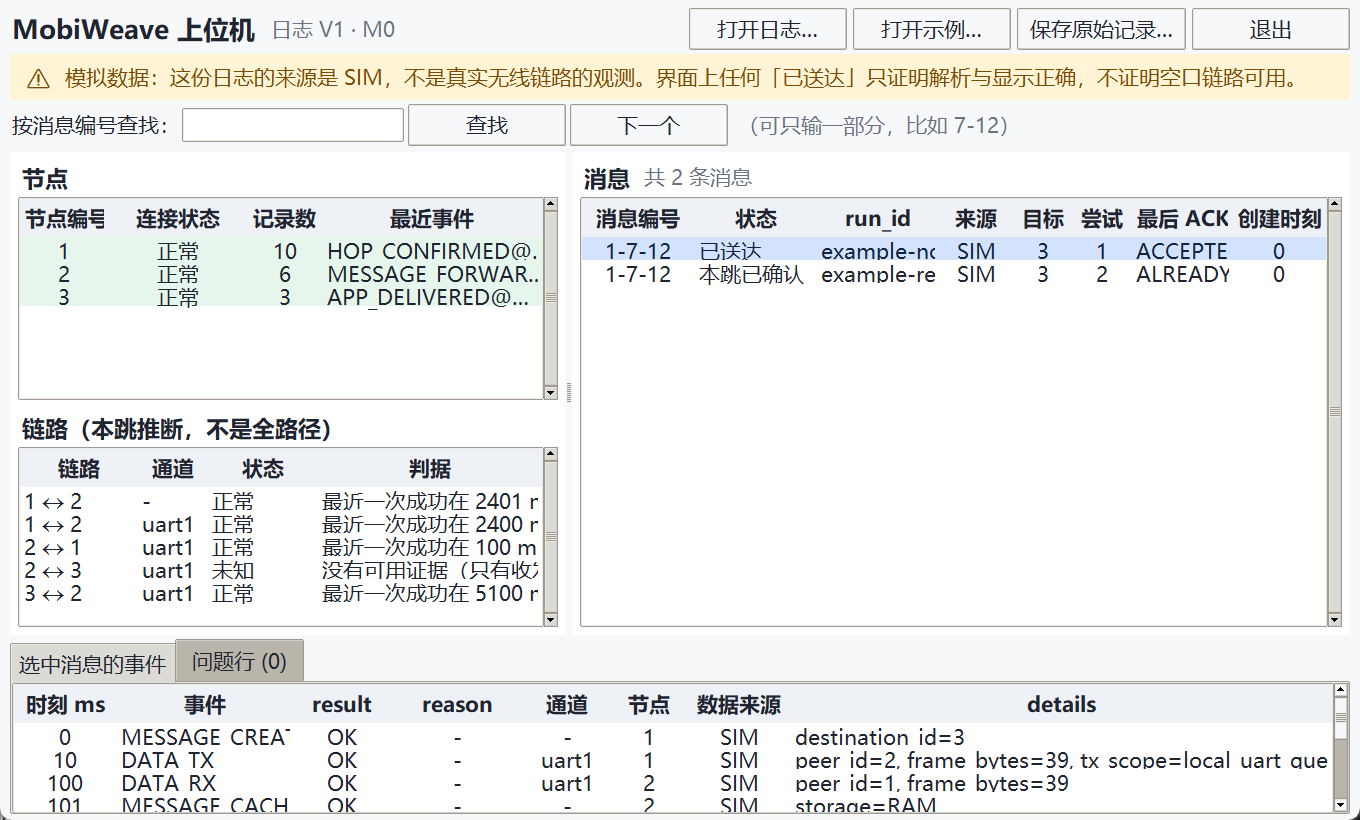 MobiWeave 上位机 日志 V1 · M0 打开日志... 打开示例... 保存原始记录... 退出
⚠ 模拟数据：这份日志的来源是 SIM，不是真实无线链路的观测。界面上任何「已送达」只证明解析与显示正确，不证明空口链路可用。
按消息编号查找： 查找 下一个 （可只输一部分，比如 7-12）
节点
节点编号 连接状态 记录数 最近事件
1 正常 10 HOP_CONFIRMED@.
2 正常 6 MESSAGE_FORWAR...
3 正常 3 APP_DELIVERED@...
链路（本跳推断，不是全路径）
链路 通道 状态 判据
1 ↔ 2 - 正常 最近一次成功在 2401 m
1 ↔ 2 uart1 正常 最近一次成功在 2400 m
2 ↔ 1 uart1 正常 最近一次成功在 100 m
2 ↔ 3 uart1 未知 没有可用证据（只有收发
3 ↔ 2 uart1 正常 最近一次成功在 5100 m
消息 共 2 条消息
消息编号 状态 run_id 来源 目标 尝试 最后 ACK 创建时刻
1-7-12 已送达 example-no SIM 3 1 ACCEPTE 0
1-7-12 本跳已确认 example-re SIM 3 2 ALREADY 0
选中消息的事件 问题行 (0)
时刻 ms 事件 result reason 通道 节点 数据来源 details
0 MESSAGE_CREAT OK - - 1 SIM destination_id=3
10 DATA_TX OK - uart1 1 SIM peer_id=2, frame_bytes=39, tx_scope=local_uart_que
100 DATA_RX OK - uart1 2 SIM peer_id=1, frame_bytes=39
101 MESSAGE_CACH OK - - 2 SIM storage=RAM